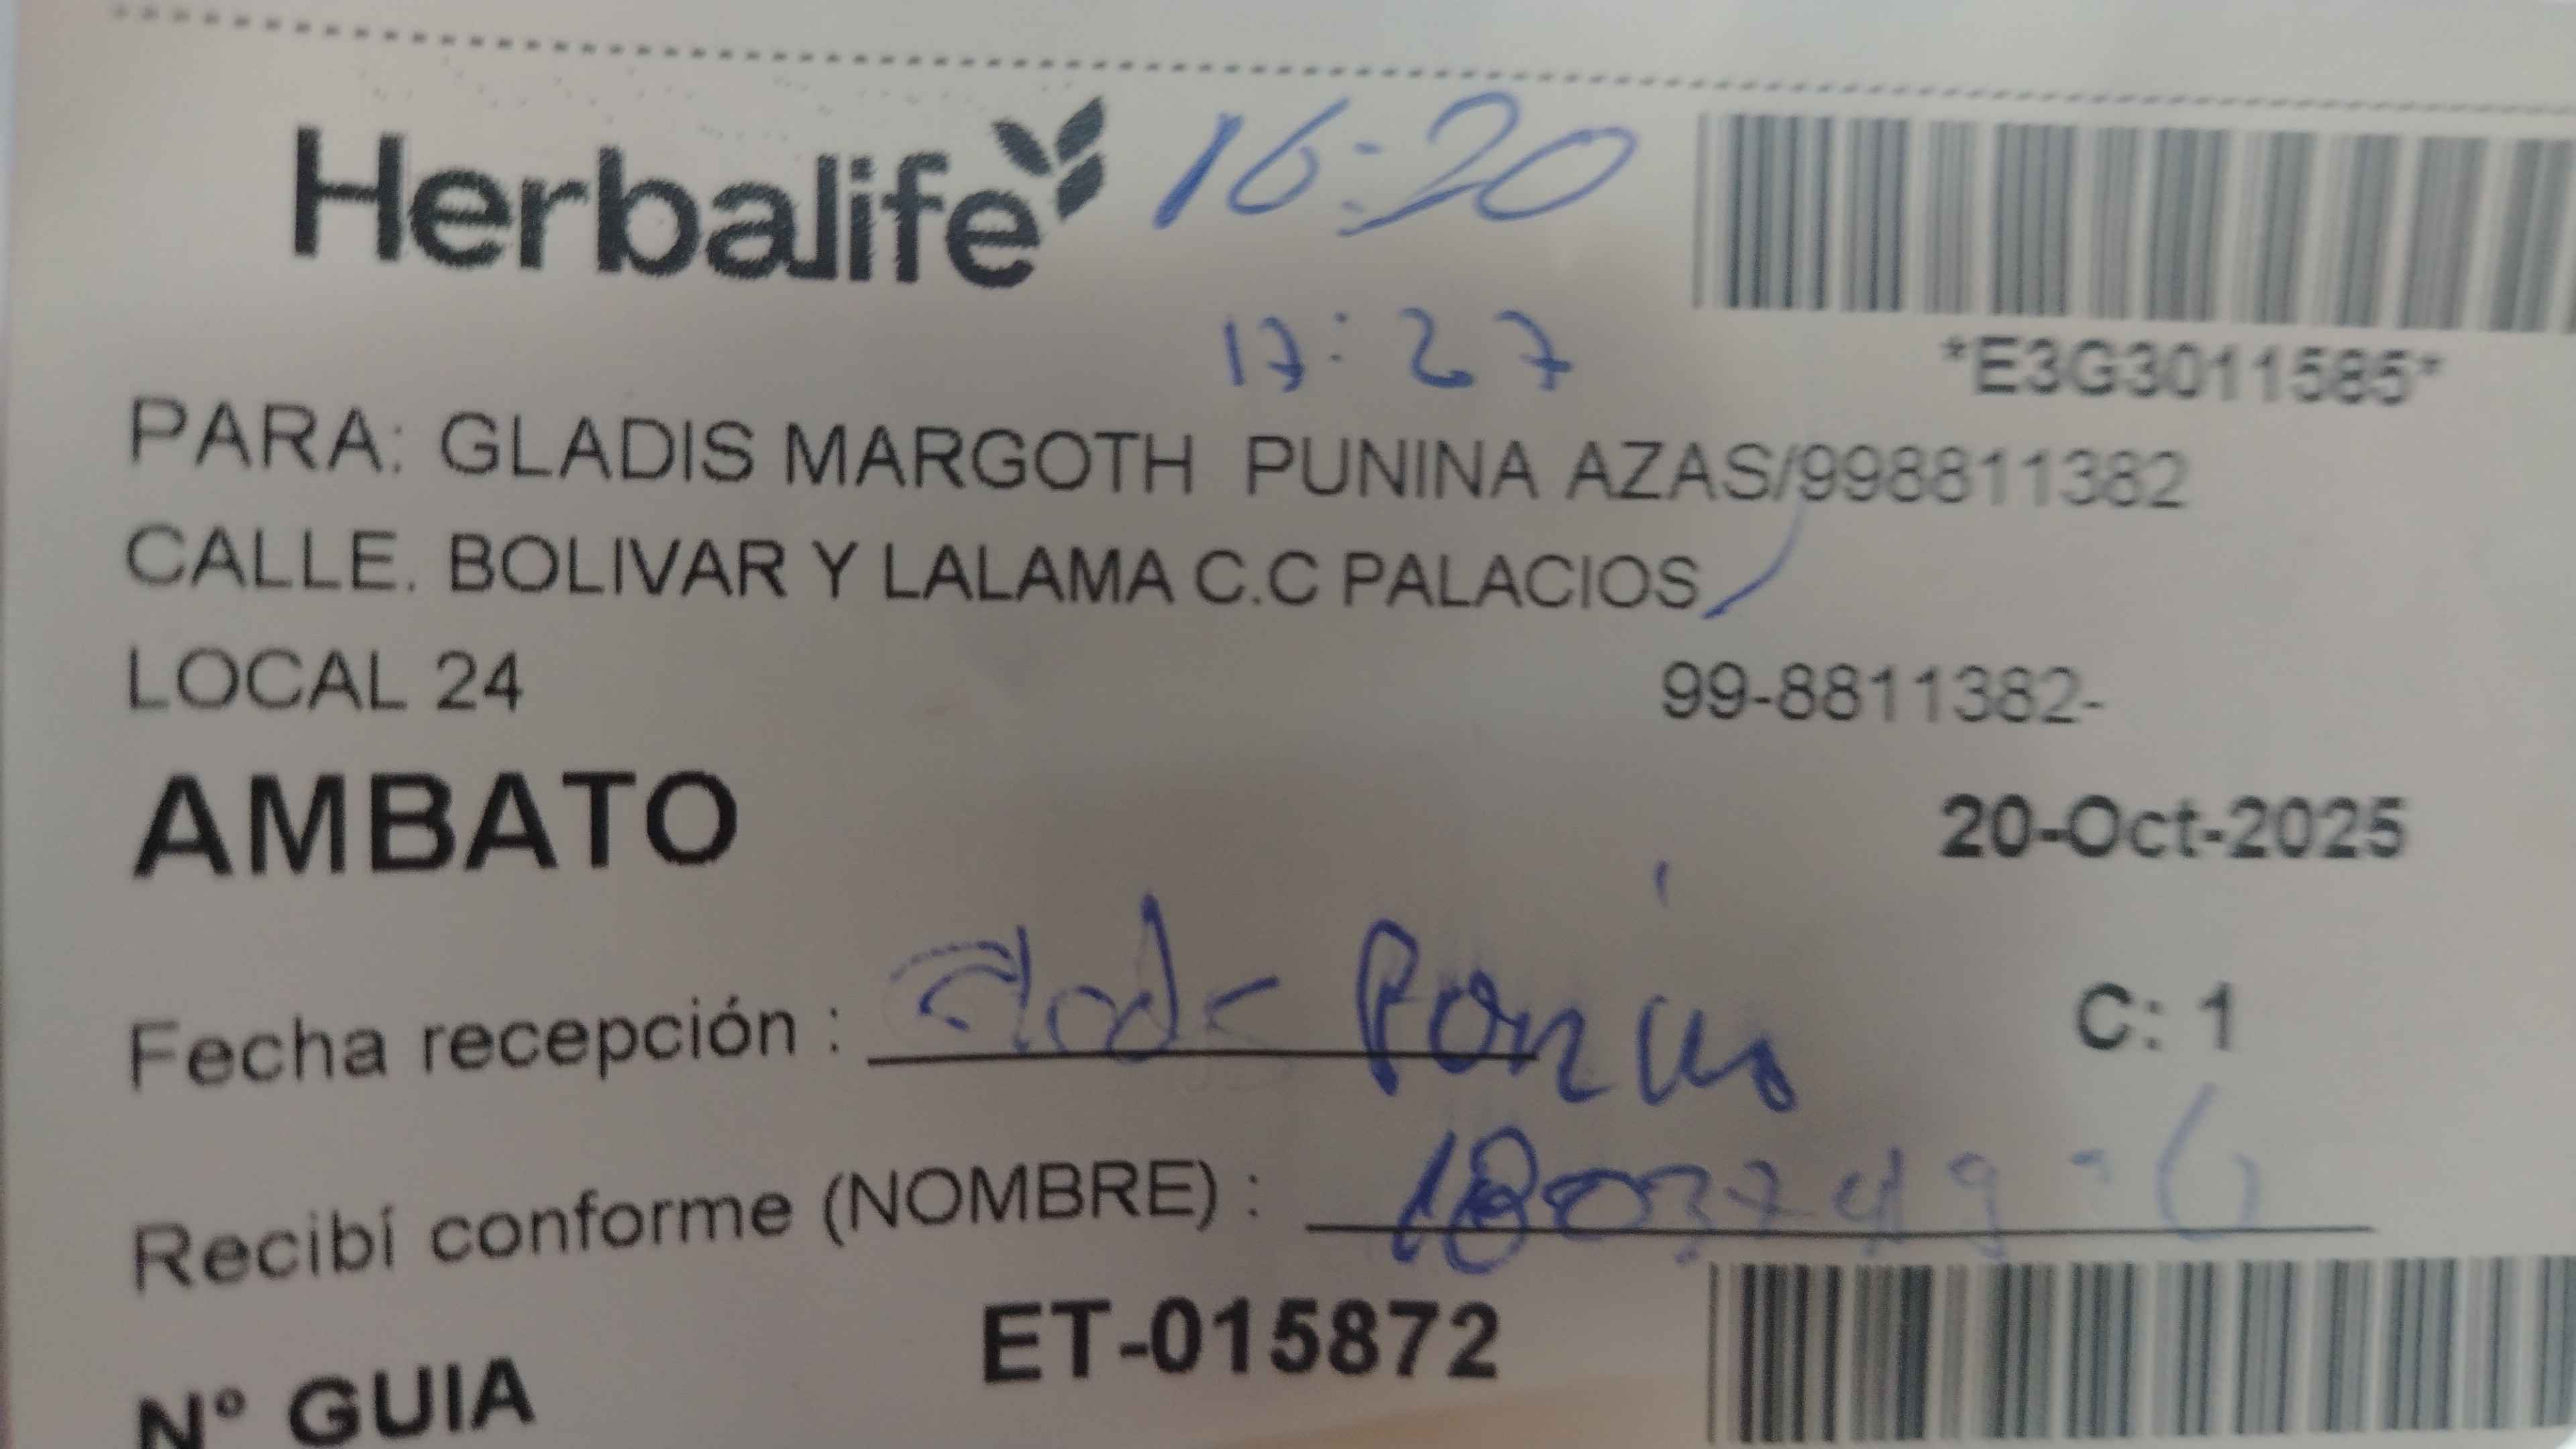 Herbalife 16:20
17:27
*E3G3011585*
PARA: GLADIS MARGOTH PUNINA AZAS/998811382
CALLE. BOLIVAR Y LALAMA C.C PALACIOS
LOCAL 24 99-8811382-
AMBATO
20-Oct-2025
Fecha recepción :
C: 1
Recibí conforme (NOMBRE) :
ET-015872
Nº GUIA